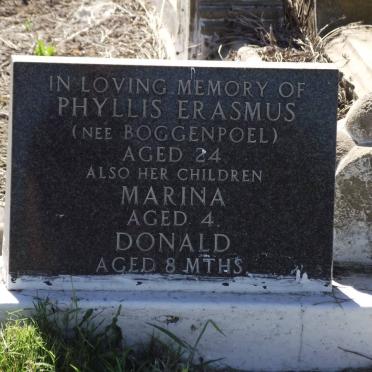 IN LOVING MEMORY OF
PHYLLIS ERASMUS
(NEE BOGGENPOEL)
AGED 24
ALSO HER CHILDREN
MARINA
AGED 4
DONALD
AGED 8 MTHS